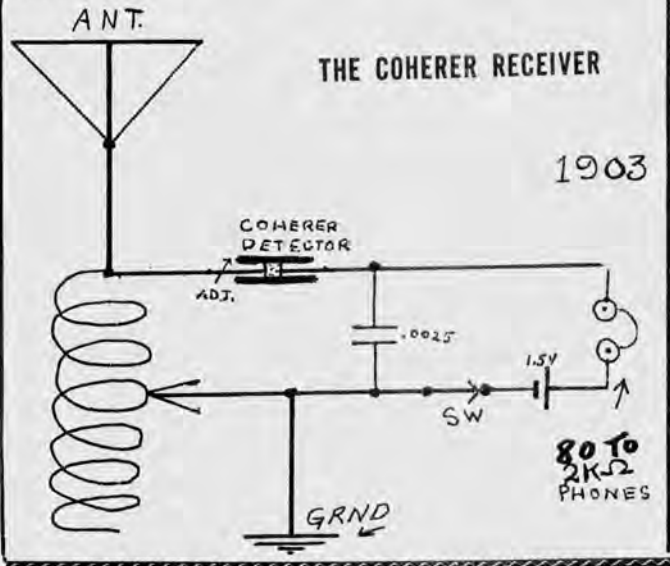 ANT.
THE COHERER RECEIVER
1903
COHERER
DETECTOR
ADJ.
.0025
1.5V
SW
80 TO
2KΩ
PHONES
GRND